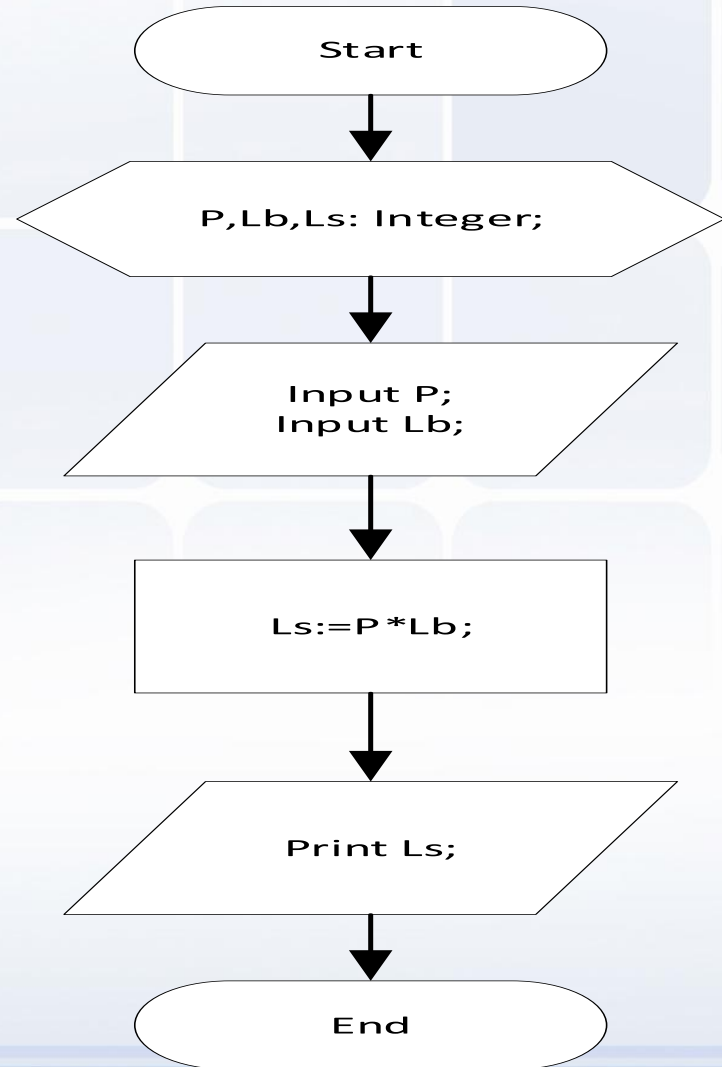 Start
P,Lb,Ls: Integer;
Input P;
Input Lb;
Ls:=P*Lb;
Print Ls;
End